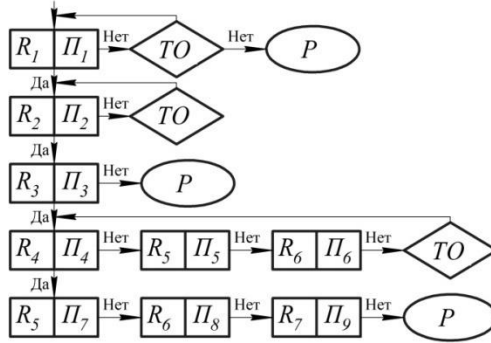 R₁ П₁ Нет ТО Нет Р
Да
R₂ П₂ Нет ТО
Да
R₃ П₃ Нет Р
Да
R₄ П₄ Нет R₅ П₅ Нет R₆ П₆ Нет ТО
Да
R₅ П₇ Нет R₆ П₈ Нет R₇ П₉ Нет Р